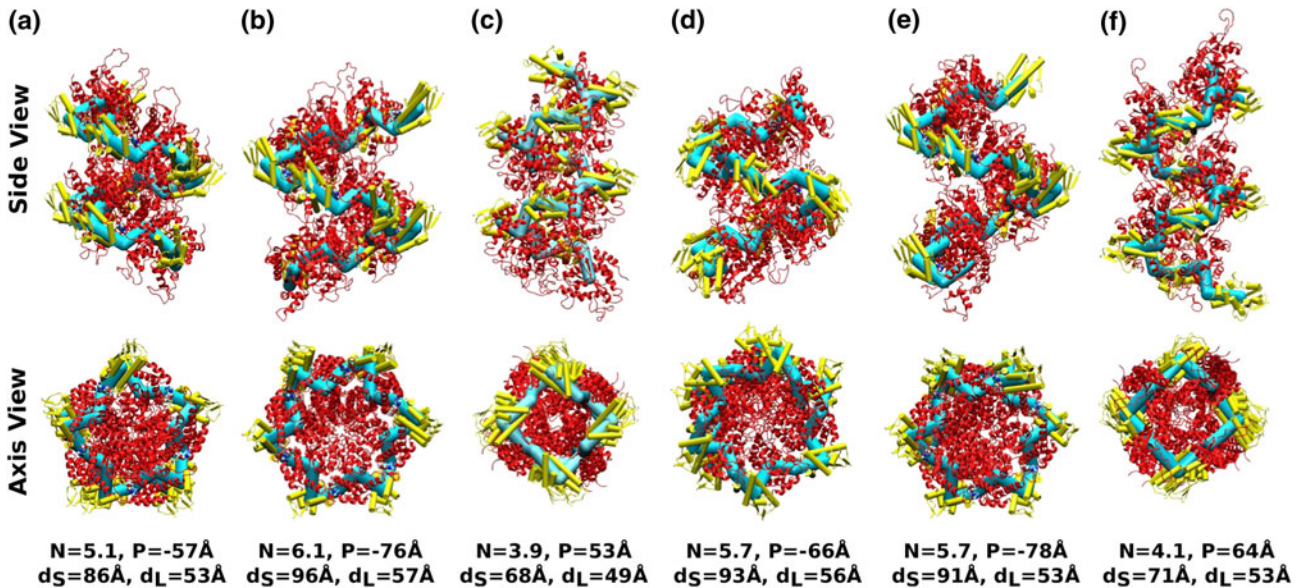 (a) (b) (c) (d) (e) (f)
Side View
Axis View
N=5.1, P=-57Å N=6.1, P=-76Å N=3.9, P=53Å N=5.7, P=-66Å N=5.7, P=-78Å N=4.1, P=64Å
dS=86Å, dL=53Å dS=96Å, dL=57Å dS=68Å, dL=49Å dS=93Å, dL=56Å dS=91Å, dL=53Å dS=71Å, dL=53Å